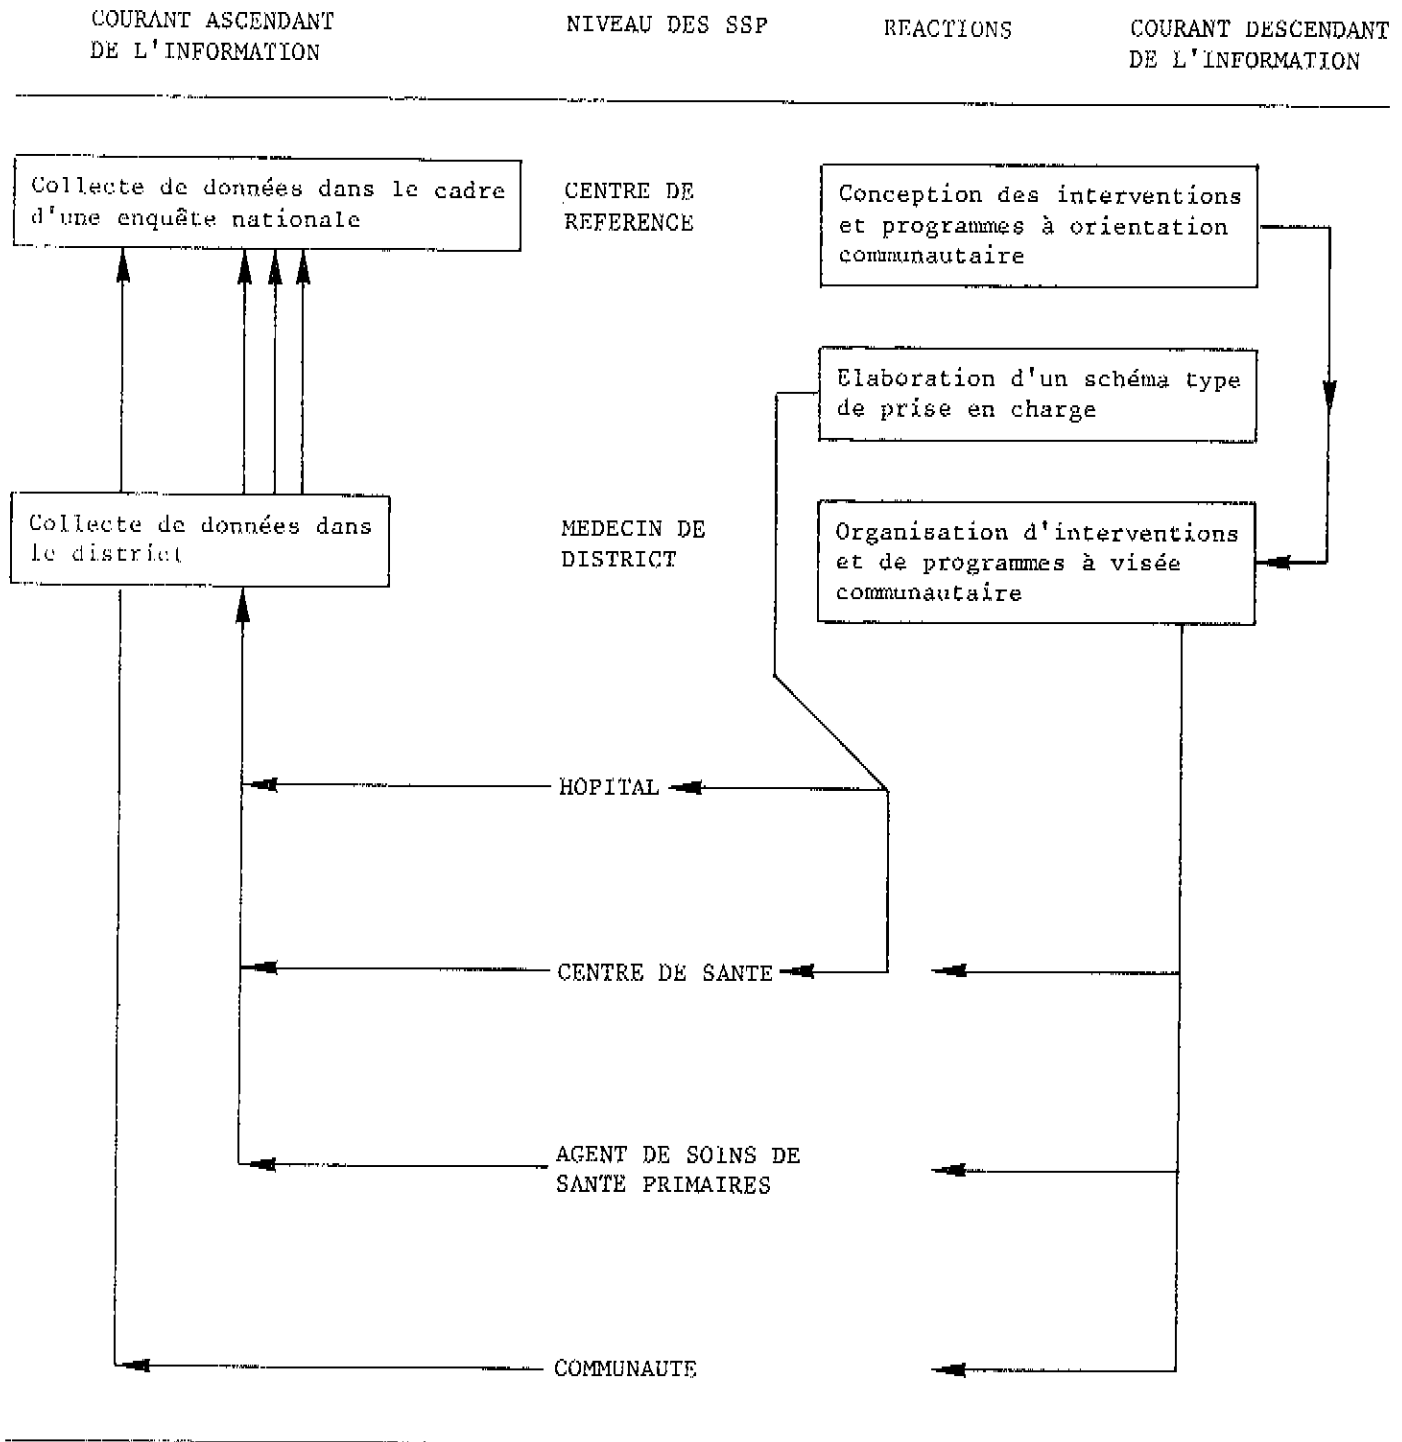 COURANT ASCENDANT
DE L'INFORMATION
NIVEAU DES SSP
REACTIONS
COURANT DESCENDANT
DE L'INFORMATION
Collecte de données dans le cadre
d'une enquête nationale
CENTRE DE
REFERENCE
Conception des interventions
et programmes à orientation
communautaire
Elaboration d'un schéma type
de prise en charge
Collecte de données dans
le district
MEDECIN DE
DISTRICT
Organisation d'interventions
et de programmes à visée
communautaire
HOPITAL
CENTRE DE SANTE
AGENT DE SOINS DE
SANTE PRIMAIRES
COMMUNAUTE